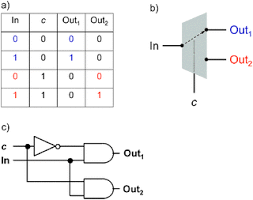 a)
In c Out1 Out2
0 0 0 0
1 0 1 0
0 1 0 0
1 1 0 1
b)
In
Out1
Out2
c
c)
c
In
Out1
Out2